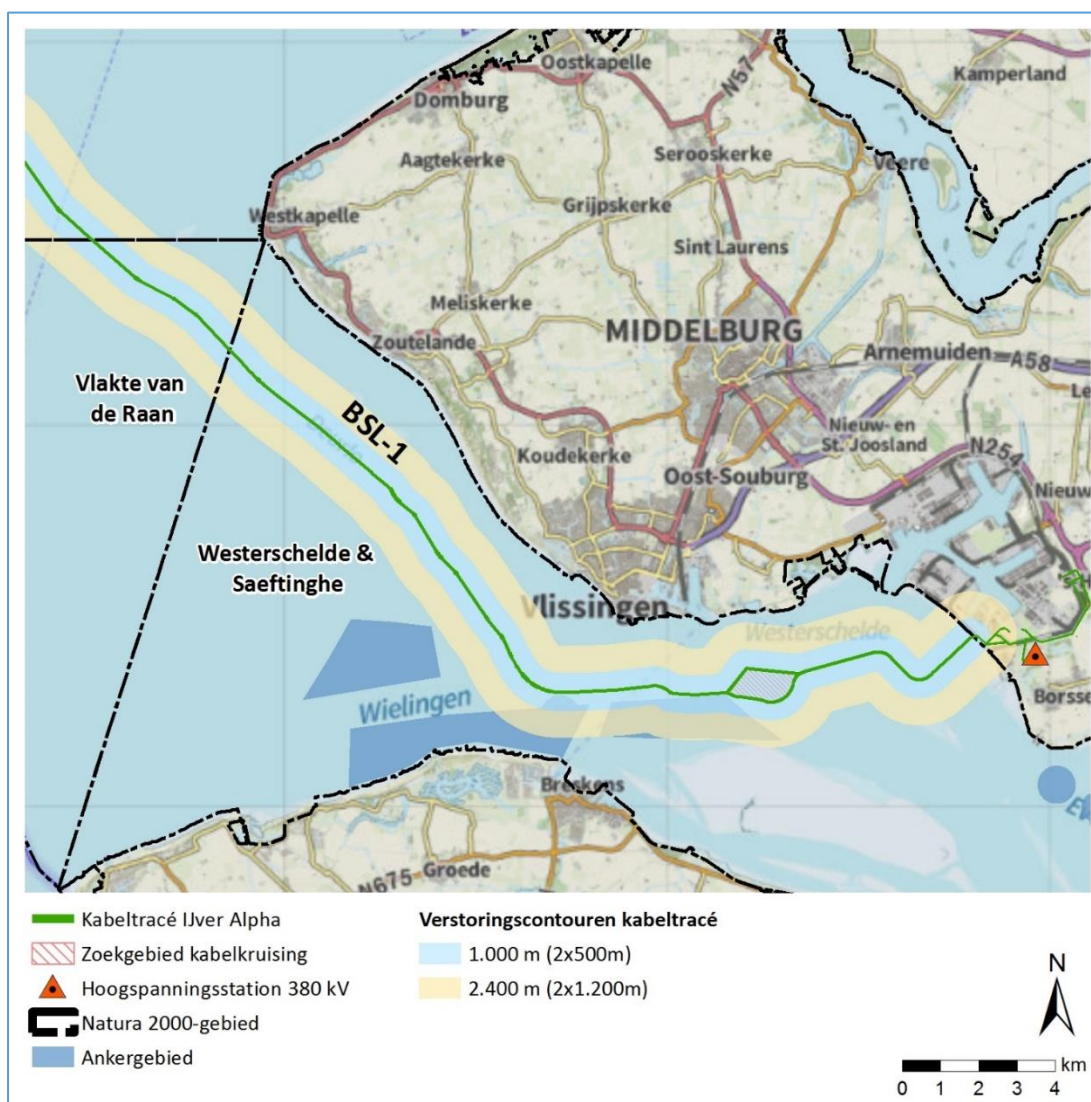 Oostkapelle
Kamperland
Domburg
N57
Aagtekerke
Serooskerke
Veere
Westkapelle
Grijpskerke
Sint Laurens
Meliskerke
MIDDELBURG
Zoutelande
Arnemuiden
A58
Vlakte van
de Raan
BSL-1
Nieuw- en
St. Joosland
N254
Koudekerke
Oost-Souburg
Nieuw
Westerschelde &
Saeftinghe
Vlissingen
Westerschelde
Wielingen
Borsse
Breskens
N675
Groede
Kabeltracé IJver Alpha
Zoekgebied kabelkruising
Hoogspanningsstation 380 kV
Natura 2000-gebied
Ankergebied
Verstoringscontouren kabeltracé
1.000 m (2x500m)
2.400 m (2x1.200m)
N
km
0 1 2 3 4